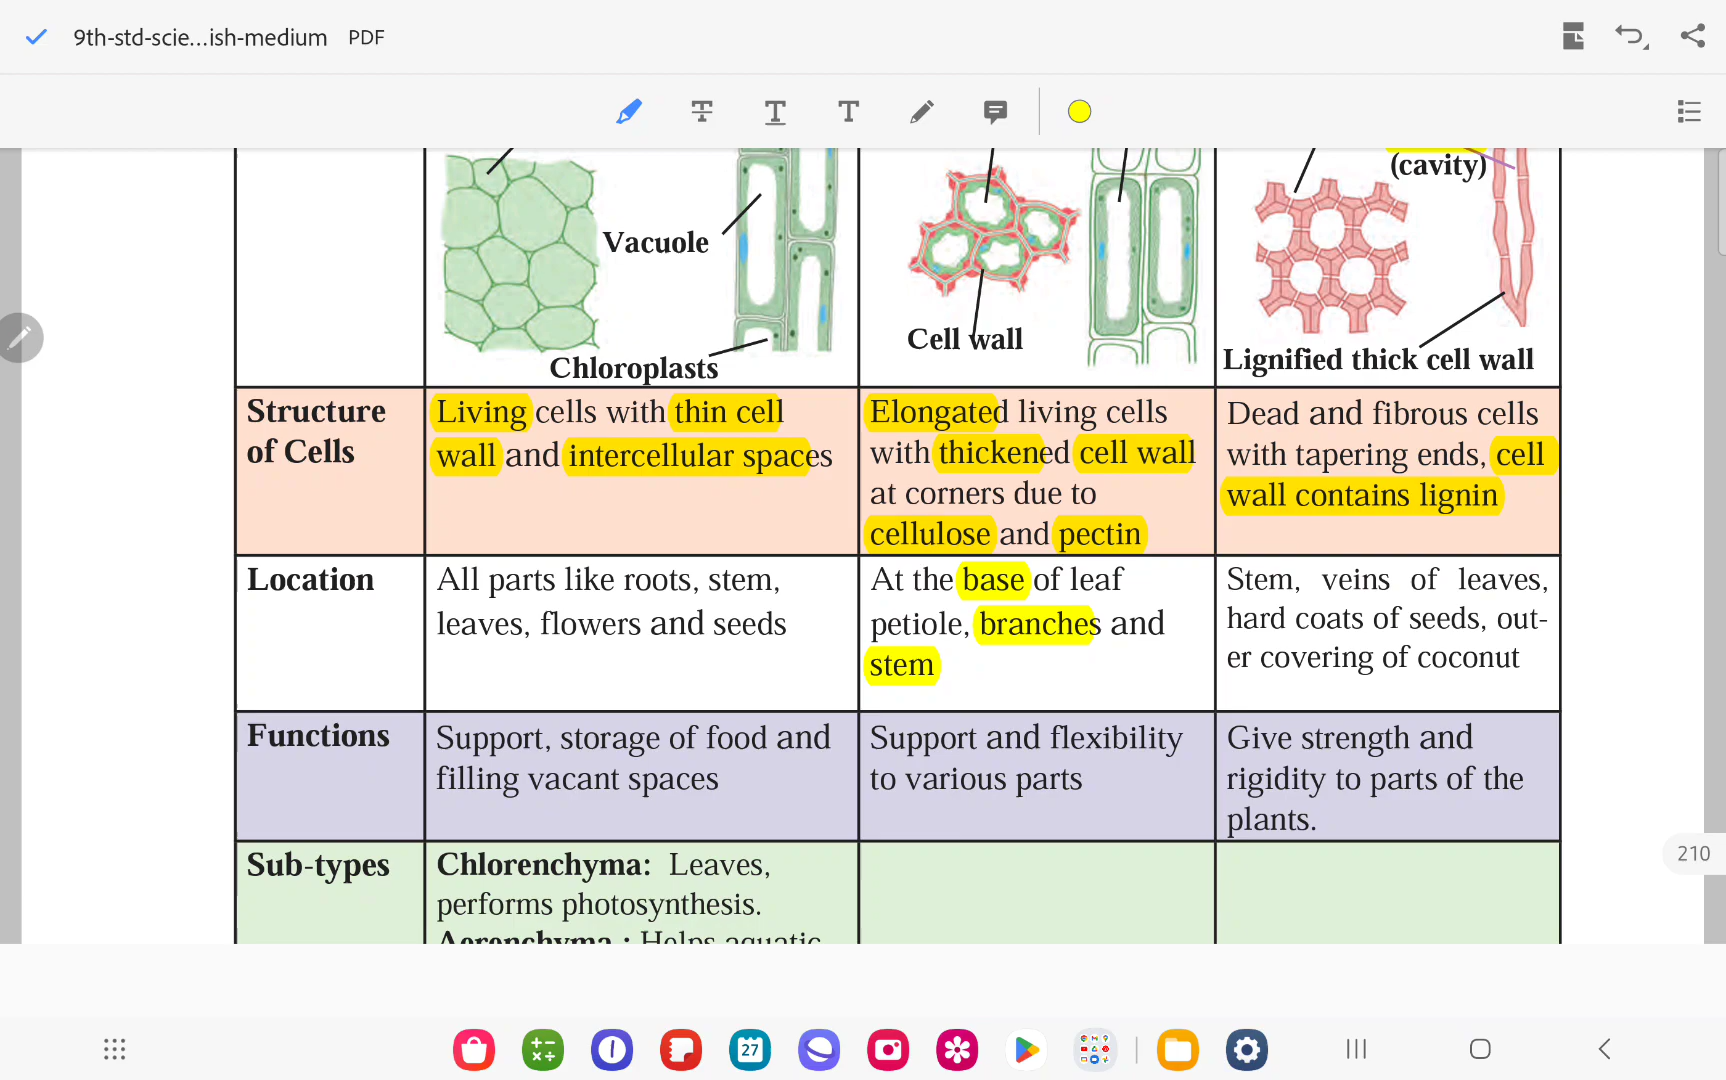 9th-std-scie...ish-medium PDF
(cavity)
Vacuole
Cell wall
Chloroplasts
Lignified thick cell wall
Structure
of Cells
Living cells with thin cell
wall and intercellular spaces
Elongated living cells
with thickened cell wall
at corners due to
cellulose and pectin
Dead and fibrous cells
with tapering ends, cell
wall contains lignin
Location
All parts like roots, stem,
leaves, flowers and seeds
At the base of leaf
petiole, branches and
stem
Stem, veins of leaves,
hard coats of seeds, out-
er covering of coconut
Functions
Support, storage of food and
filling vacant spaces
Support and flexibility
to various parts
Give strength and
rigidity to parts of the
plants.
210
Sub-types
Chlorenchyma: Leaves,
performs photosynthesis.
Aerenchyma : Helps aquatic
27